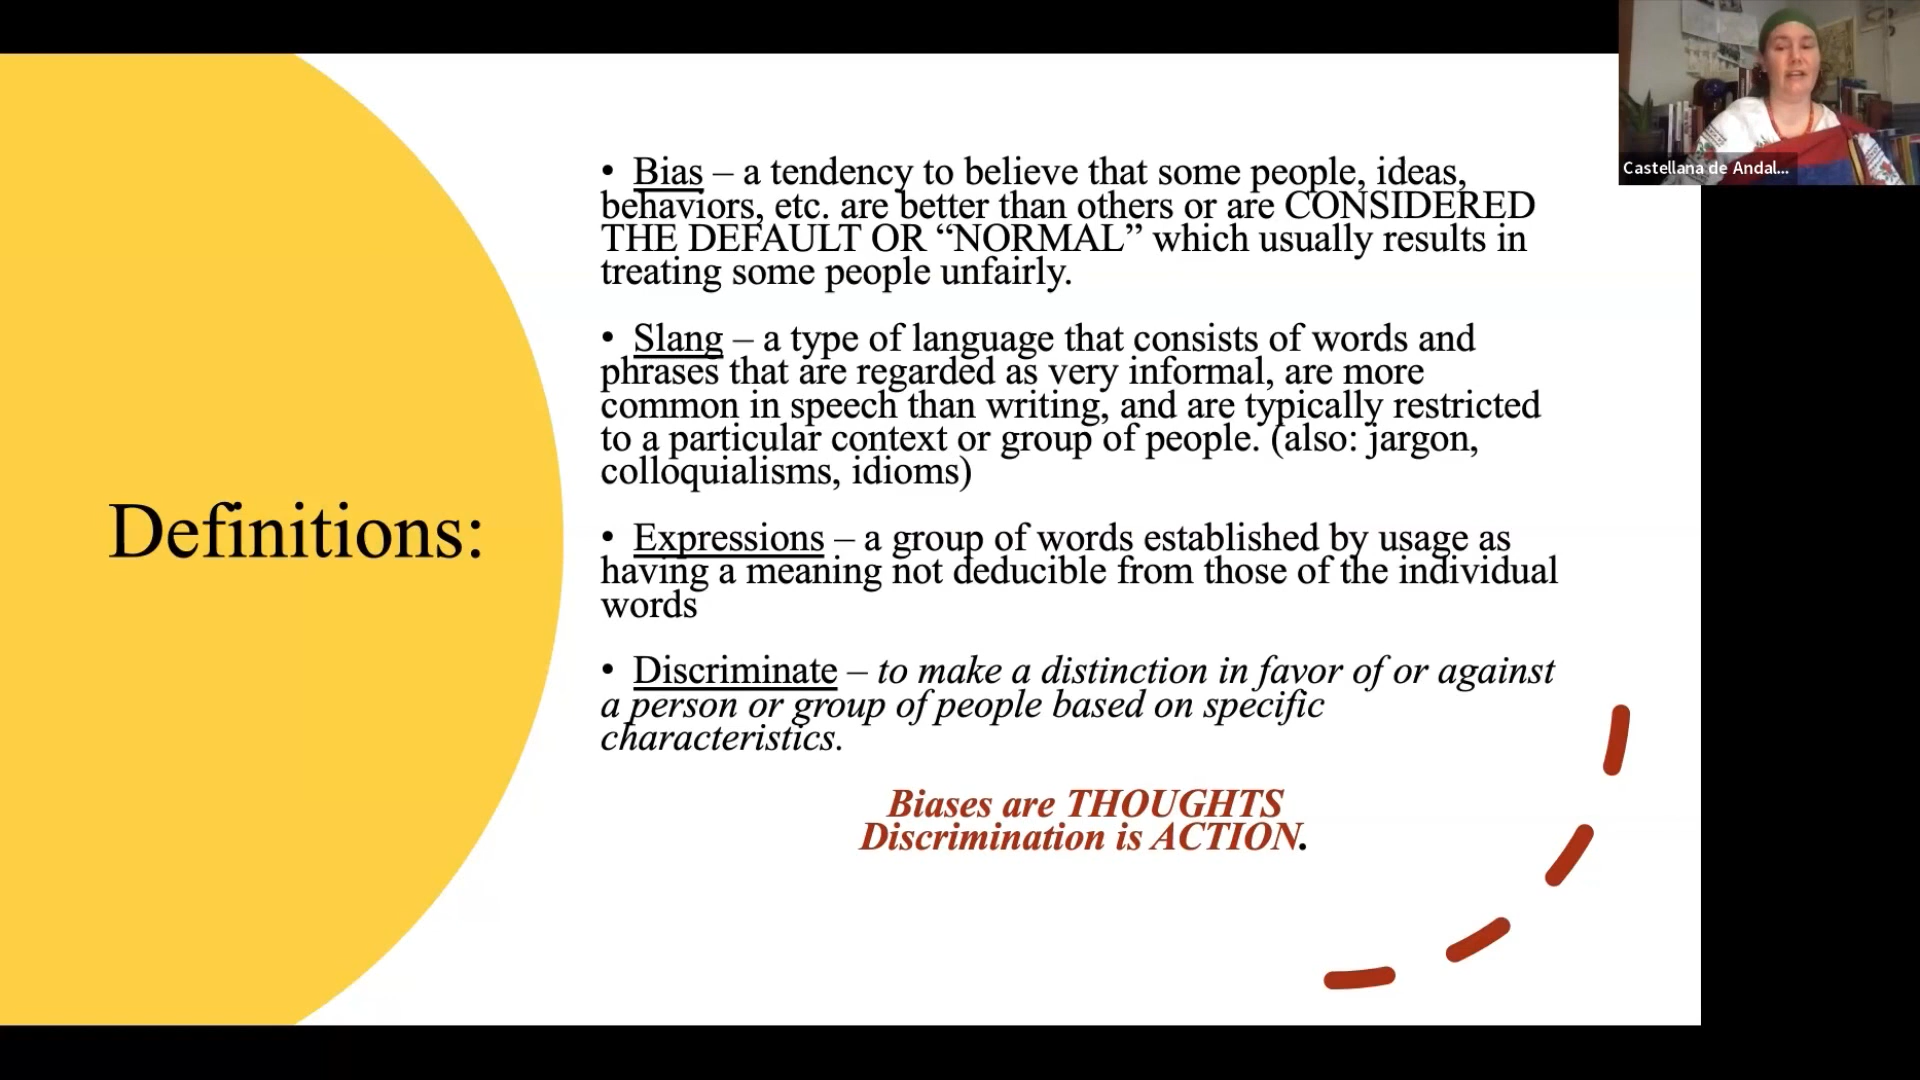 Definitions:
• Bias – a tendency to believe that some people, ideas,
behaviors, etc. are better than others or are CONSIDERED
THE DEFAULT OR “NORMAL” which usually results in
treating some people unfairly.
• Slang – a type of language that consists of words and
phrases that are regarded as very informal, are more
common in speech than writing, and are typically restricted
to a particular context or group of people. (also: jargon,
colloquialisms, idioms)
• Expressions – a group of words established by usage as
having a meaning not deducible from those of the individual
words
• Discriminate – to make a distinction in favor of or against
a person or group of people based on specific
characteristics.
Biases are THOUGHTS
Discrimination is ACTION.
Castellana de Andal...